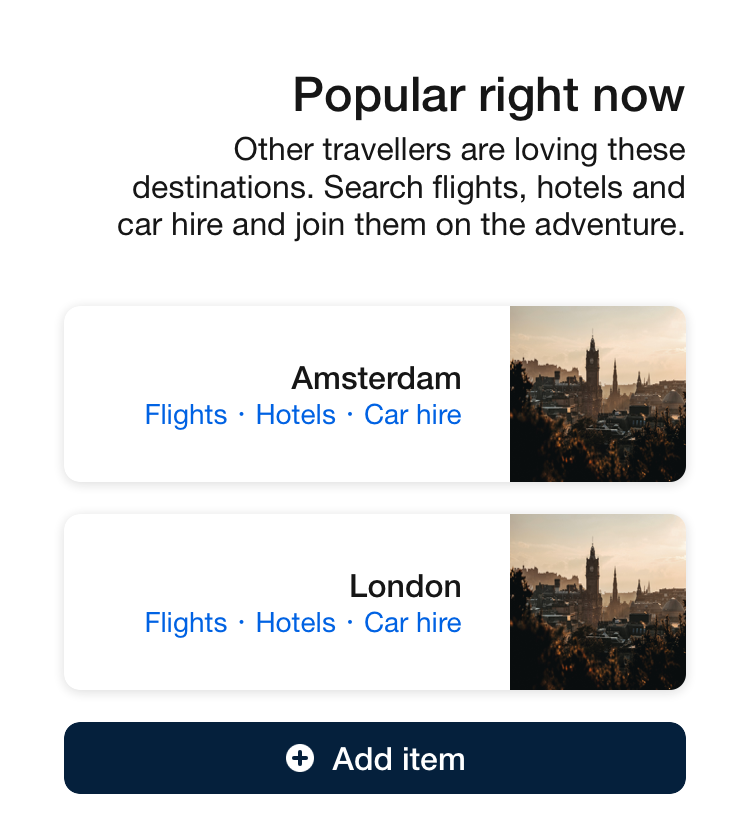 Popular right now
Other travellers are loving these
destinations. Search flights, hotels and
car hire and join them on the adventure.
Amsterdam
Flights · Hotels · Car hire
London
Flights · Hotels · Car hire
Add item